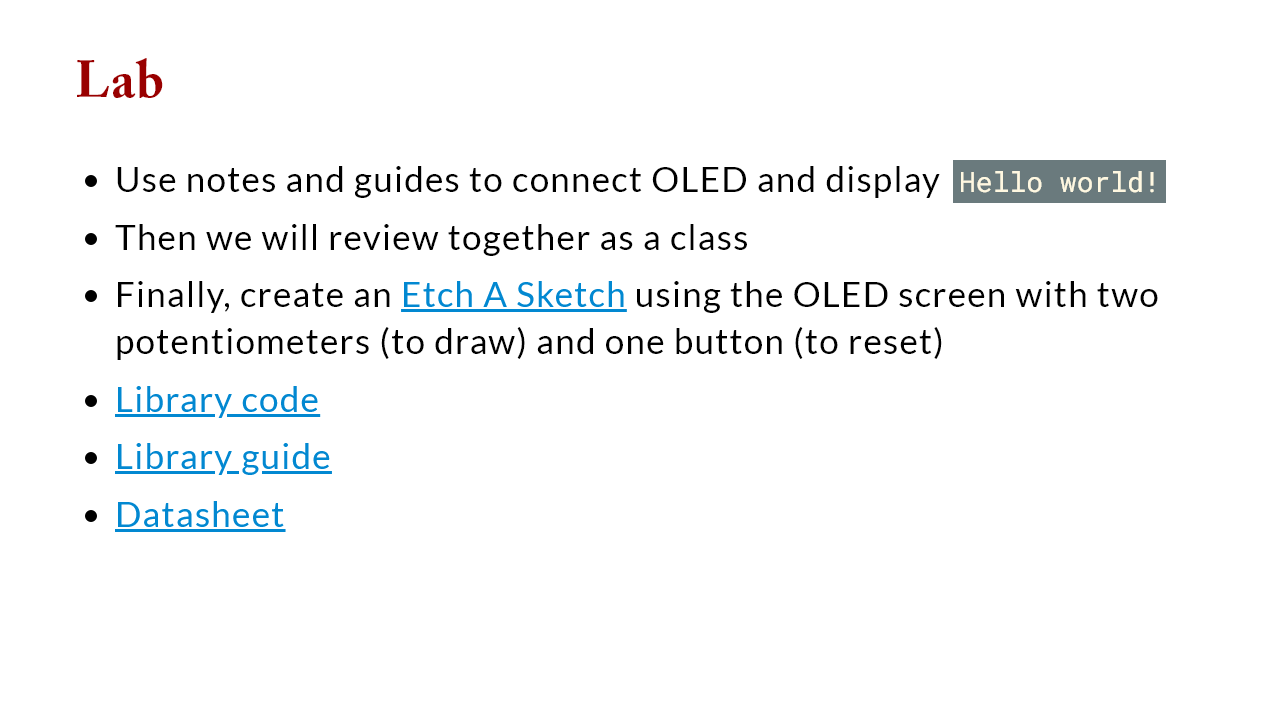 Lab
Use notes and guides to connect OLED and display Hello world!
Then we will review together as a class
Finally, create an Etch A Sketch using the OLED screen with two
potentiometers (to draw) and one button (to reset)
Library code
Library guide
Datasheet